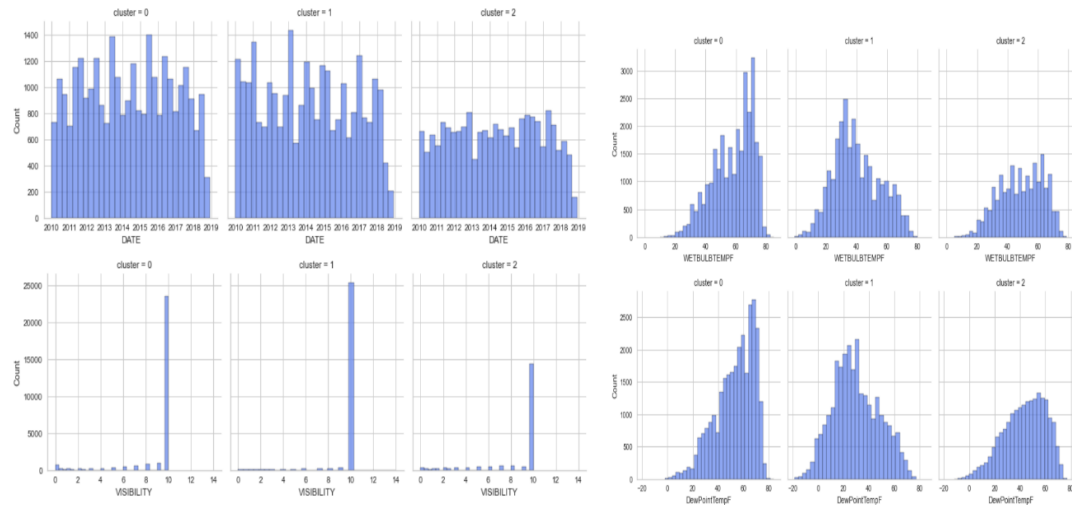 cluster = 0 cluster = 1 cluster = 2
1400
1200
1000
800
600
400
200
0
Count
2010 2011 2012 2013 2014 2015 2016 2017 2018 2019 2010 2011 2012 2013 2014 2015 2016 2017 2018 2019 2010 2011 2012 2013 2014 2015 2016 2017 2018 2019
DATE DATE DATE
cluster = 0 cluster = 1 cluster = 2
25000
20000
15000
10000
5000
0
Count
0 2 4 6 8 10 12 14 0 2 4 6 8 10 12 14 0 2 4 6 8 10 12 14
VISIBILITY VISIBILITY VISIBILITY
cluster = 0 cluster = 1 cluster = 2
3000
2500
2000
1500
1000
500
0
Count
0 20 40 60 80 0 20 40 60 80 0 20 40 60 80
WETBULBTEMPF WETBULBTEMPF WETBULBTEMPF
cluster = 0 cluster = 1 cluster = 2
2500
2000
1500
1000
500
0
Count
−20 0 20 40 60 80 −20 0 20 40 60 80 −20 0 20 40 60 80
DewPointTempF DewPointTempF DewPointTempF